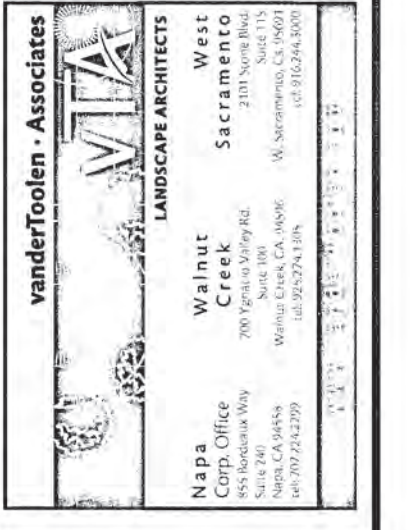 vanderToolen · Associates
VTA
LANDSCAPE ARCHITECTS
Napa
Corp. Office
855 Bordeaux Way
Suite 240
Napa, CA 94558
tel: 707.224.2299
Walnut
Creek
700 Ygnacio Valley Rd.
Suite 100
Walnut Creek, CA. 94596
tel: 925.274.1305
West
Sacramento
2101 Stone Blvd.
Suite 115
W. Sacramento, Ca. 95691
tel: 916.244.3000